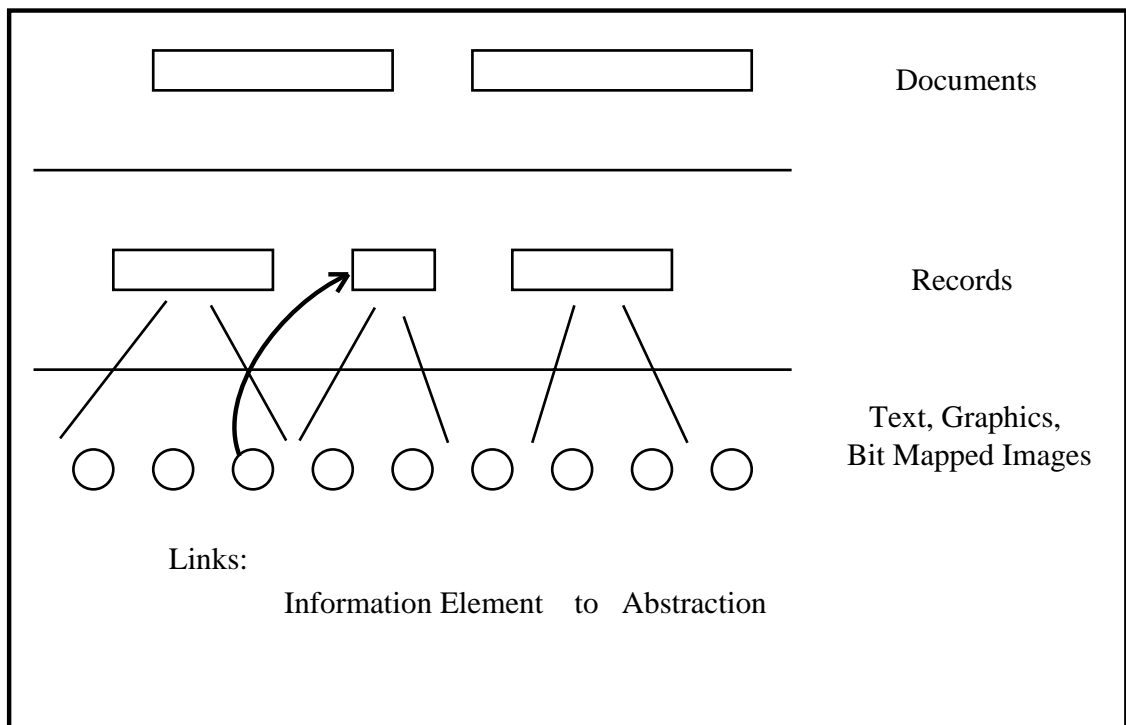 Documents
Records
Text, Graphics,
Bit Mapped Images
Links:
Information Element to Abstraction